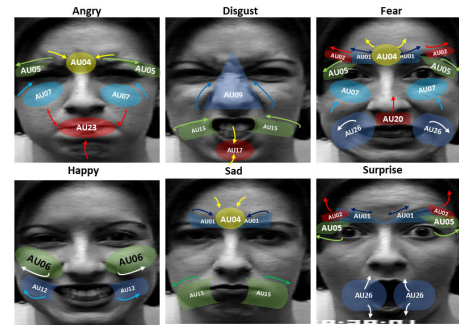 Angry
Disgust
Fear
AU05
AU04
AU05
AU07
AU07
AU23
AU09
AU15
AU15
AU17
AU02
AU01
AU04
AU01
AU02
AU05
AU05
AU07
AU07
AU20
AU26
AU26
Happy
Sad
Surprise
AU06
AU06
AU12
AU12
AU01
AU04
AU01
AU15
AU15
AU02
AU01
AU01
AU02
AU05
AU05
AU26
AU26